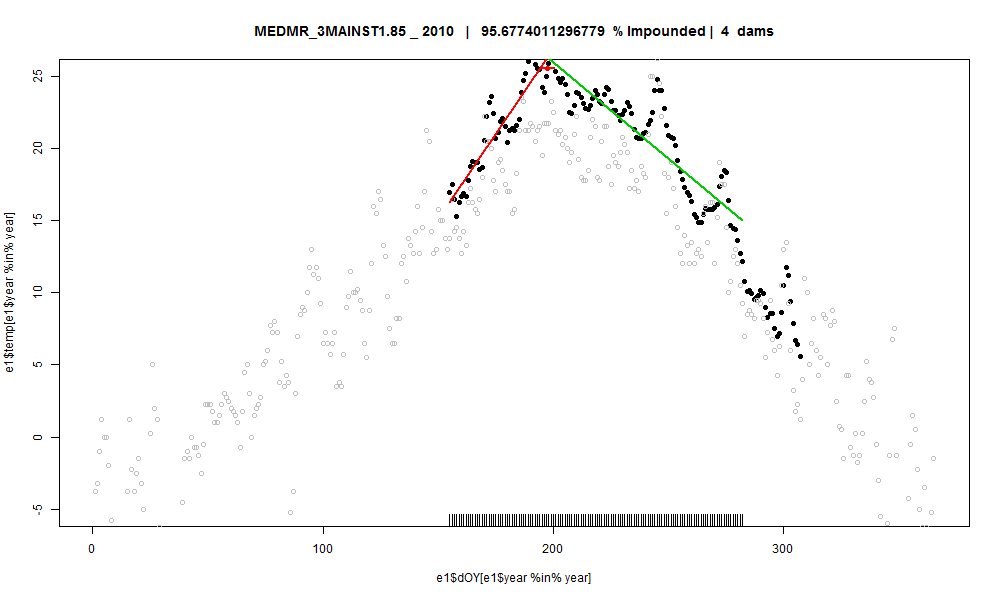 MEDMR_3MAINST1.85 _ 2010 | 95.6774011296779 % Impounded | 4 dams
e1$temp[e1$year %in% year]
25
20
15
10
5
0
-5
0 100 200 300
e1$dOY[e1$year %in% year]